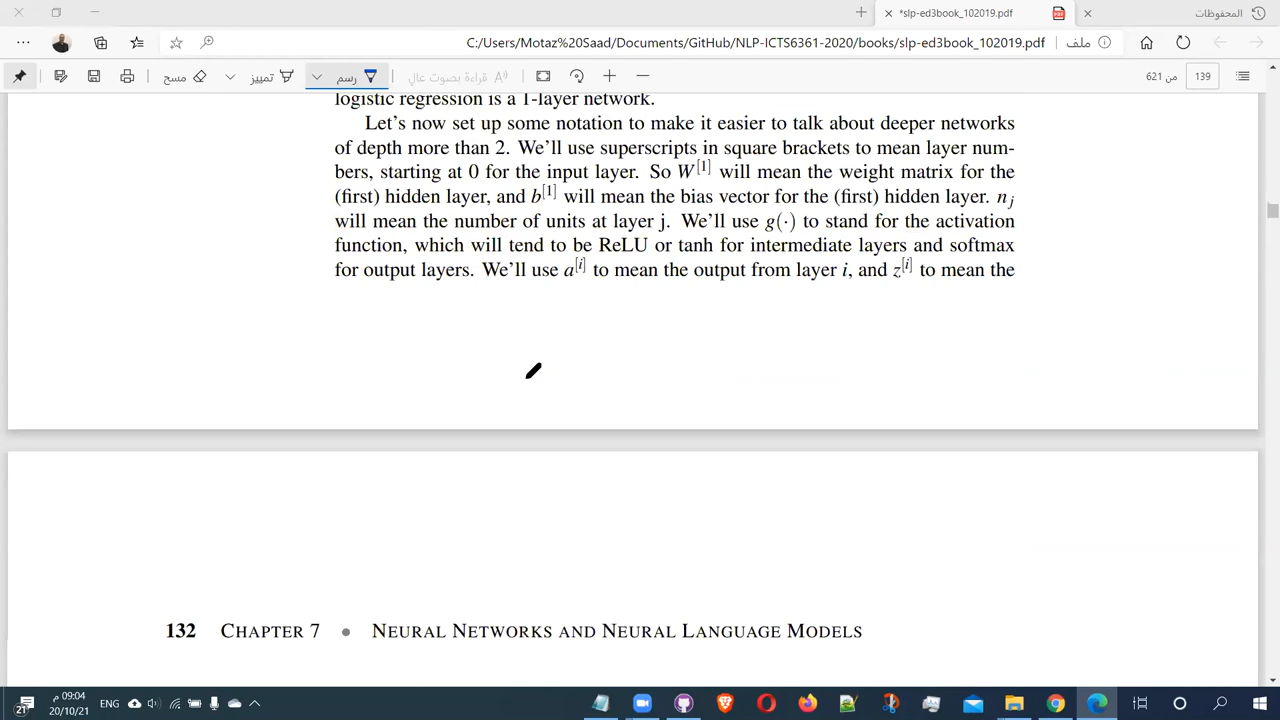 *slp-ed3book_102019.pdf
المحفوظات
C:/Users/Motaz%20Saad/Documents/GitHub/NLP-ICTS6361-2020/books/slp-ed3book_102019.pdf
ملف
مسح
تمييز
رسم
قراءة بصوت عالٍ
139
من 621
logistic regression is a 1-layer network.
Let's now set up some notation to make it easier to talk about deeper networks
of depth more than 2. We'll use superscripts in square brackets to mean layer num-
bers, starting at 0 for the input layer. So W[1] will mean the weight matrix for the
(first) hidden layer, and b[1] will mean the bias vector for the (first) hidden layer. nj
will mean the number of units at layer j. We'll use g(·) to stand for the activation
function, which will tend to be ReLU or tanh for intermediate layers and softmax
for output layers. We'll use a[i] to mean the output from layer i, and z[i] to mean the
132 CHAPTER 7 • NEURAL NETWORKS AND NEURAL LANGUAGE MODELS
09:04 م
ENG
20/10/21